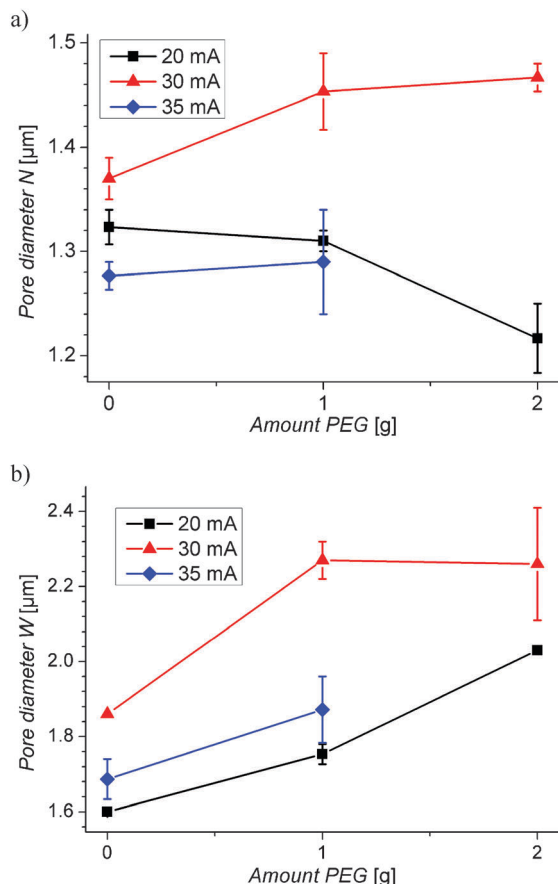 a)
1.5
20 mA
30 mA
35 mA
1.4
1.3
1.2
Pore diameter N [µm]
0 1 2
Amount PEG [g]
b)
2.4
20 mA
30 mA
35 mA
2.2
2.0
1.8
1.6
Pore diameter W [µm]
0 1 2
Amount PEG [g]